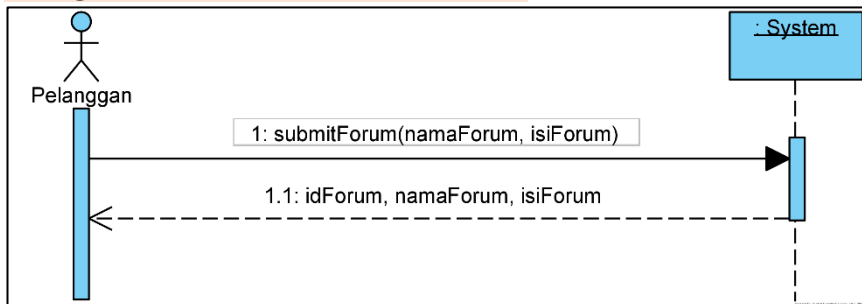 : System
Pelanggan
1: submitForum(namaForum, isiForum)
1.1: idForum, namaForum, isiForum